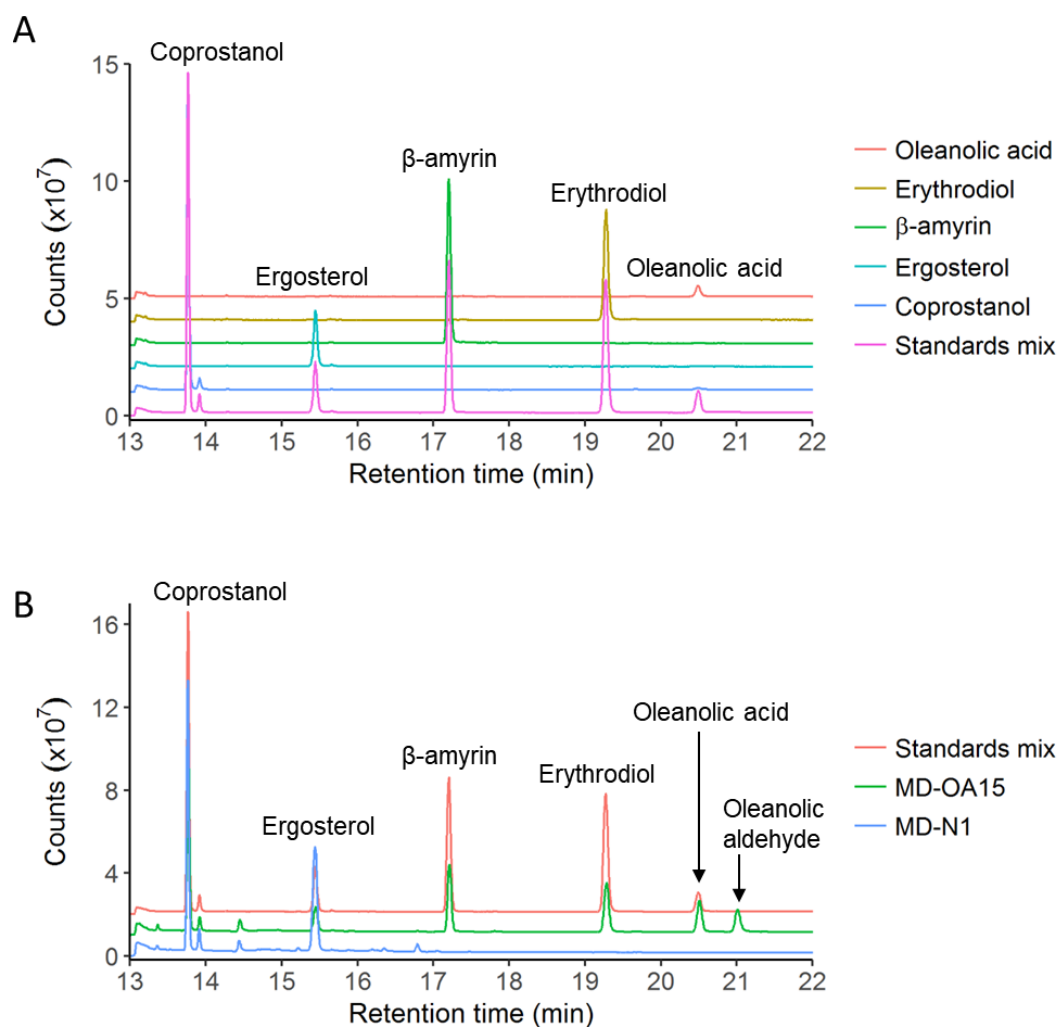 A
Coprostanol
15
β-amyrin
Oleanolic acid
Erythrodiol
Erythrodiol
10
β-amyrin
Ergosterol
Oleanolic acid
Ergosterol
5
Coprostanol
Standards mix
0
Counts (x10⁷)
13 14 15 16 17 18 19 20 21 22
Retention time (min)
B
Coprostanol
16
Oleanolic acid
12
β-amyrin
Erythrodiol
Standards mix
8
Oleanolic
MD-OA15
Ergosterol
aldehyde
MD-N1
4
0
Counts (x10⁷)
13 14 15 16 17 18 19 20 21 22
Retention time (min)